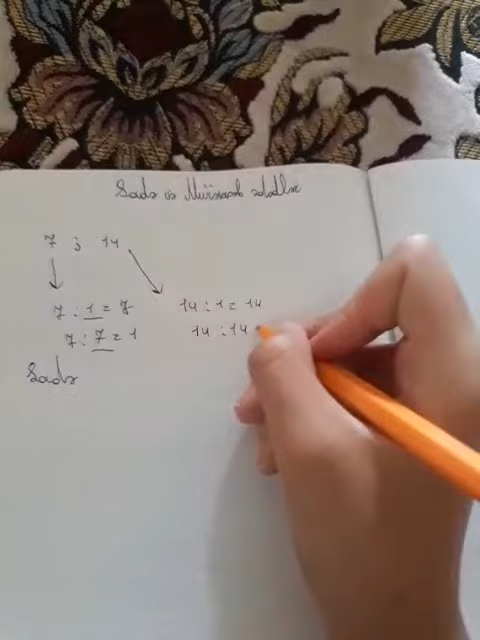 Sadə və Mürəkkəb ədədlər
7 ; 14
7 : 1 = 7 14 : 1 = 14
7 : 7 = 1 14 : 14
Sadə